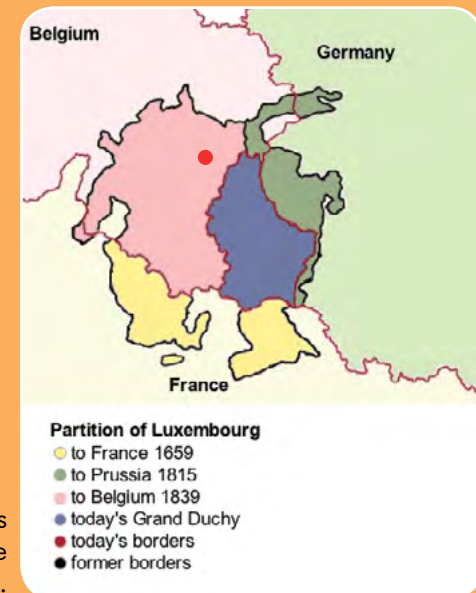 Belgium
Germany
France
Partition of Luxembourg
to France 1659
to Prussia 1815
to Belgium 1839
today's Grand Duchy
today's borders
former borders
s
e
.